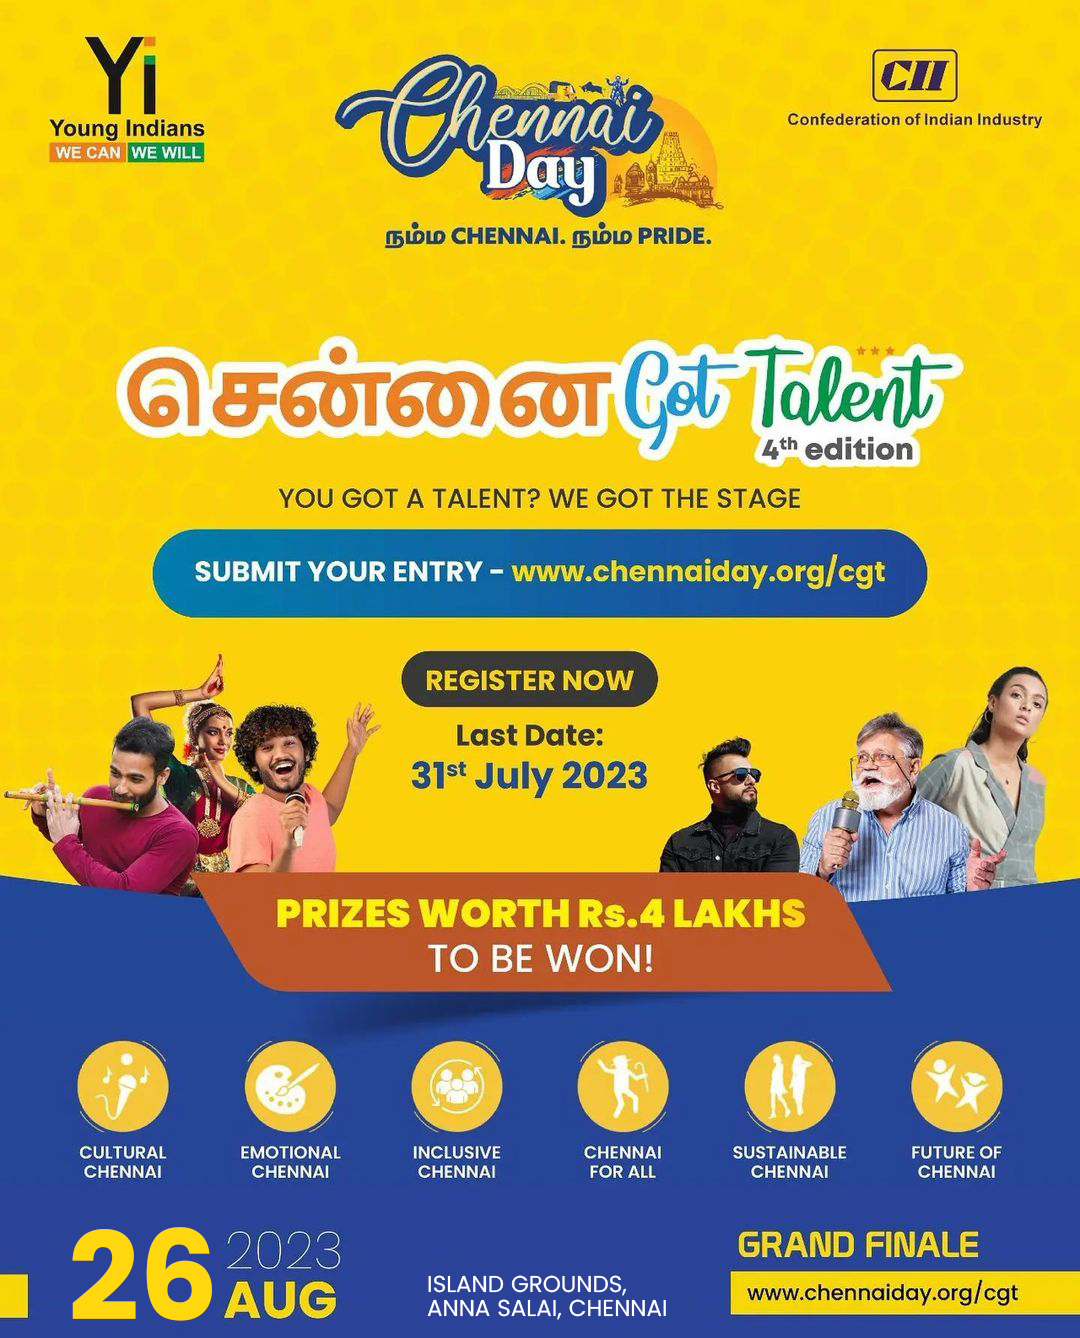 Yi
Young Indians
WE CAN WE WILL
Chennai
Day
நம்ம CHENNAI. நம்ம PRIDE.
CII
Confederation of Indian Industry
சென்னை Got Talent
4th edition
YOU GOT A TALENT? WE GOT THE STAGE
SUBMIT YOUR ENTRY - www.chennaiday.org/cgt
REGISTER NOW
Last Date:
31st July 2023
PRIZES WORTH Rs.4 LAKHS
TO BE WON!
CULTURAL
CHENNAI
EMOTIONAL
CHENNAI
INCLUSIVE
CHENNAI
CHENNAI
FOR ALL
SUSTAINABLE
CHENNAI
FUTURE OF
CHENNAI
26 2023
AUG
ISLAND GROUNDS,
ANNA SALAI, CHENNAI
GRAND FINALE
www.chennaiday.org/cgt